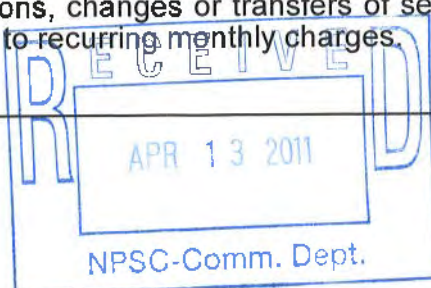 ons, changes or transfers of se
to recurring monthly charges.
RECEIVED
APR 13 2011
NPSC-Comm. Dept.